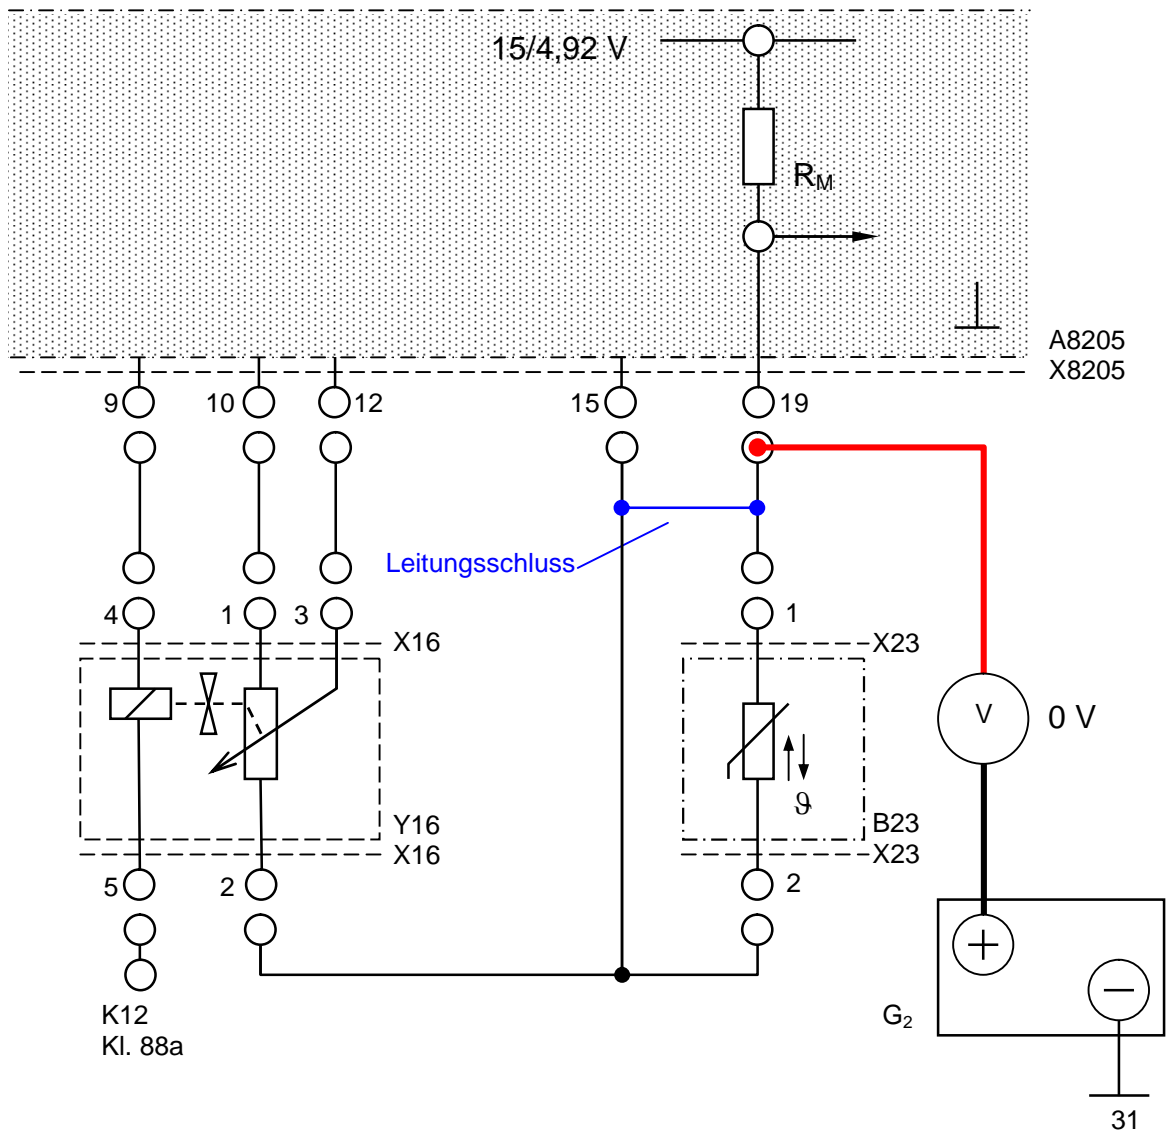 15/4,92 V
RM
A8205
X8205
9 10 12 15 19
Leitungsschluss
4 1 3 1
X16 X23
V 0 V
ϑ
Y16 B23
X16 X23
5 2 2
+
−
K12
Kl. 88a
G2
31